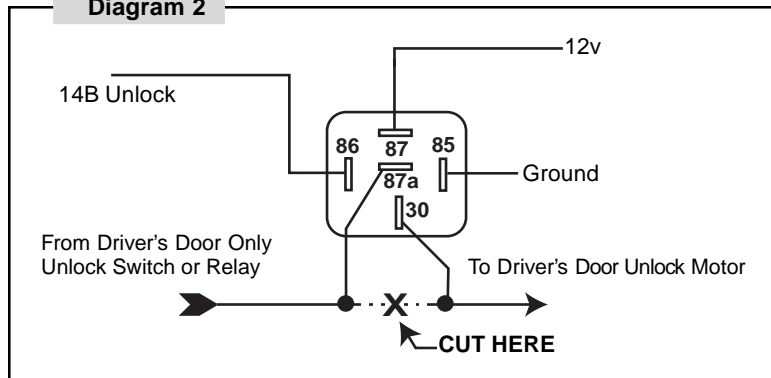 Diagram 2
12v
14B Unlock
86
87
85
87a
Ground
30
From Driver's Door Only
Unlock Switch or Relay
To Driver's Door Unlock Motor
X
CUT HERE